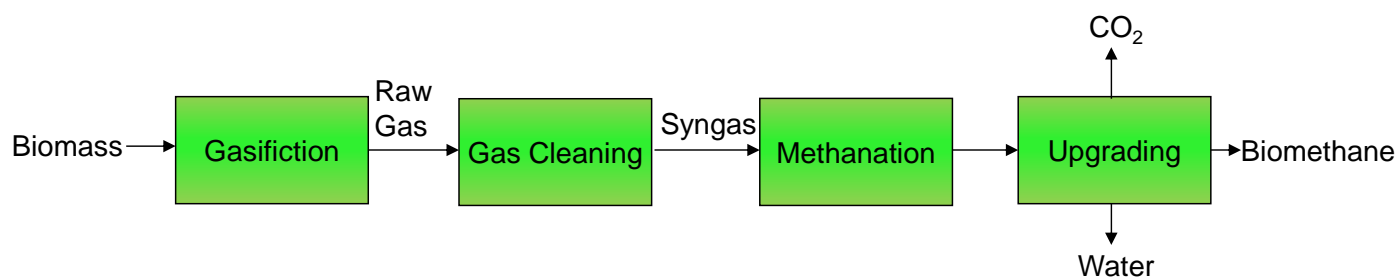 Biomass
Gasifiction
Raw
Gas
Gas Cleaning
Syngas
Methanation
CO₂
Upgrading
Water
Biomethane